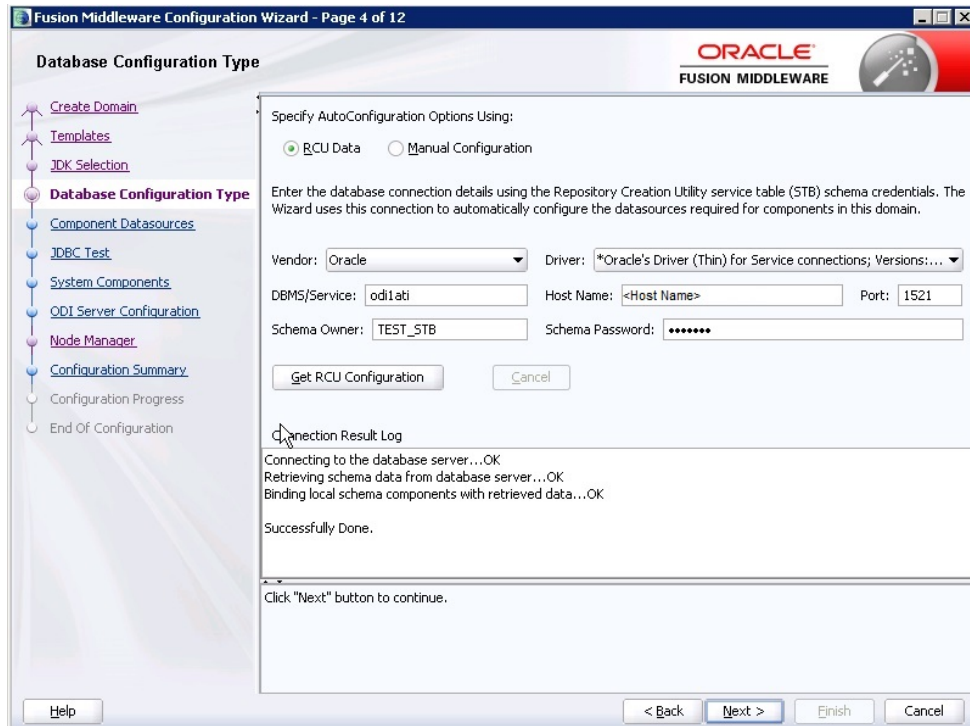 Fusion Middleware Configuration Wizard - Page 4 of 12
Database Configuration Type
ORACLE
FUSION MIDDLEWARE
Create Domain
Templates
JDK Selection
Database Configuration Type
Component Datasources
JDBC Test
System Components
ODI Server Configuration
Node Manager
Configuration Summary
Configuration Progress
End Of Configuration
Specify AutoConfiguration Options Using:
RCU Data Manual Configuration
Enter the database connection details using the Repository Creation Utility service table (STB) schema credentials. The
Wizard uses this connection to automatically configure the datasources required for components in this domain.
Vendor: Oracle Driver: *Oracle's Driver (Thin) for Service connections; Versions:...
DBMS/Service: odi1ati Host Name: <Host Name> Port: 1521
Schema Owner: TEST_STB Schema Password: •••••••
Get RCU Configuration Cancel
Connection Result Log
Connecting to the database server...OK
Retrieving schema data from database server...OK
Binding local schema components with retrieved data...OK
Successfully Done.
Click "Next" button to continue.
Help < Back Next > Finish Cancel